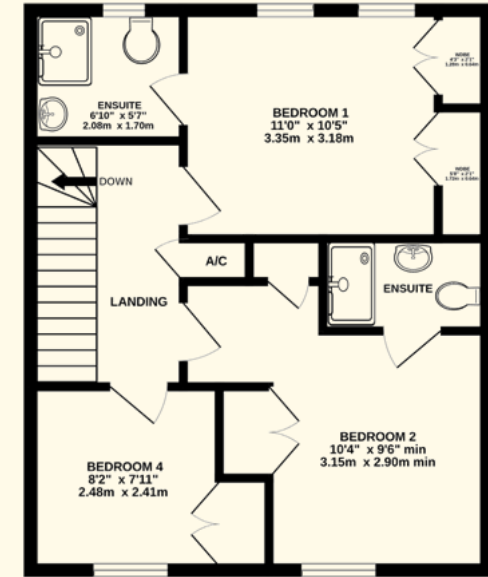 ENSUITE
6'10" x 5'7"
2.08m x 1.70m
BEDROOM 1
11'0" x 10'5"
3.35m x 3.18m
DOWN
A/C
ENSUITE
LANDING
BEDROOM 2
10'4" x 9'6" min
3.15m x 2.90m min
BEDROOM 4
8'2" x 7'11"
2.48m x 2.41m